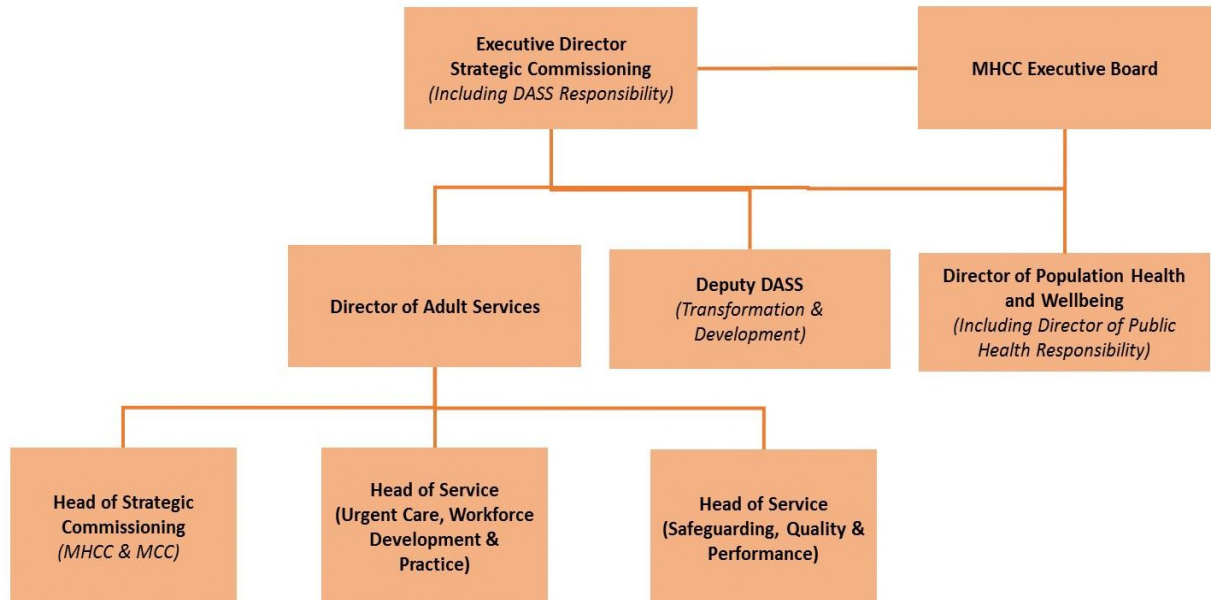 Executive Director
Strategic Commissioning
(Including DASS Responsibility)
MHCC Executive Board
Director of Adult Services
Deputy DASS
(Transformation &
Development)
Director of Population Health
and Wellbeing
(Including Director of Public
Health Responsibility)
Head of Strategic
Commissioning
(MHCC & MCC)
Head of Service
(Urgent Care, Workforce
Development &
Practice)
Head of Service
(Safeguarding, Quality &
Performance)